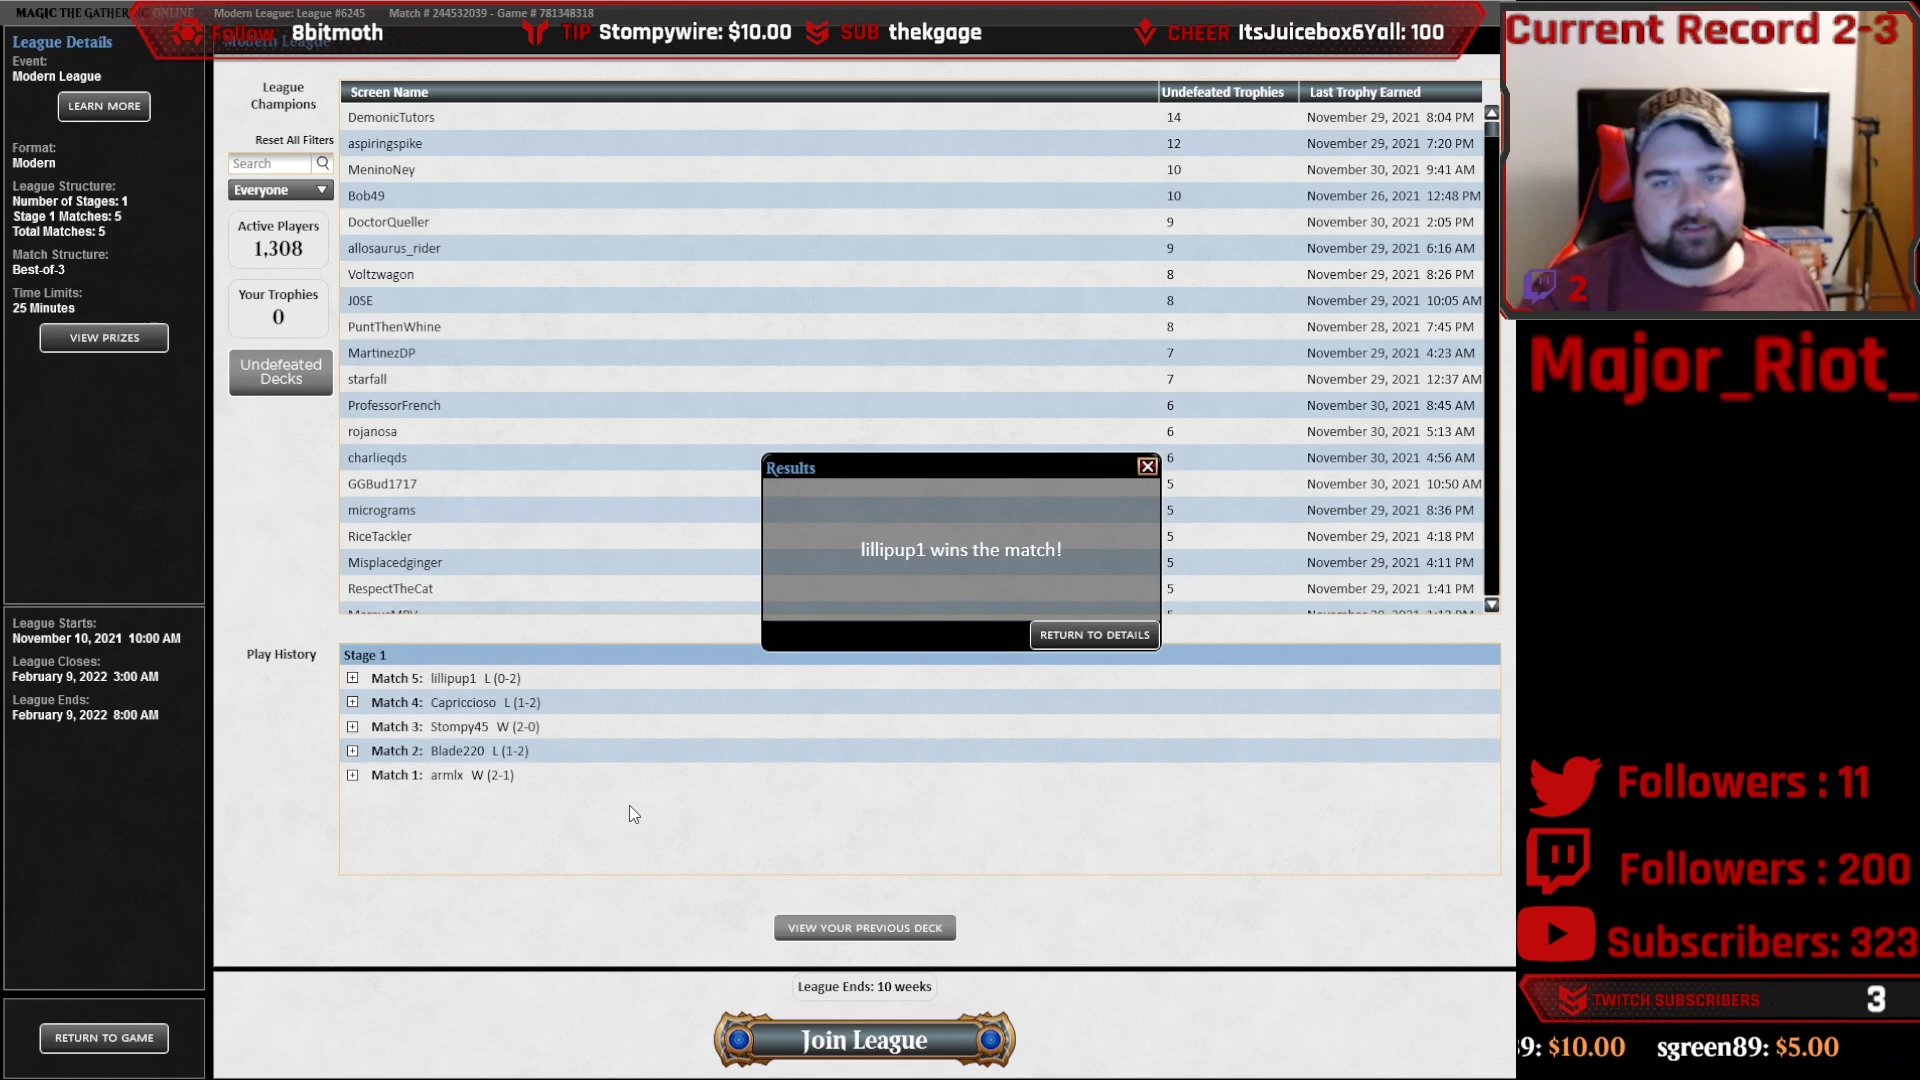 MAGIC THE GATHERING ONLINE
Modern League: League #6245 Match # 244532039 - Game # 781348318
Follow 8bitmoth TIP Stompywire: $10.00 SUB thekgage CHEER ItsJuicebox6Yall: 100
Modern League
Current Record 2-3
League Details
Event:
Modern League
LEARN MORE
Format:
Modern
League Structure:
Number of Stages: 1
Stage 1 Matches: 5
Total Matches: 5
Match Structure:
Best-of-3
Time Limits:
25 Minutes
VIEW PRIZES
League Starts:
November 10, 2021 10:00 AM
League Closes:
February 9, 2022 3:00 AM
League Ends:
February 9, 2022 8:00 AM
RETURN TO GAME
League
Champions
Reset All Filters
Search
Everyone
Active Players
1,308
Your Trophies
0
Undefeated
Decks
Screen Name Undefeated Trophies Last Trophy Earned
DemonicTutors 14 November 29, 2021 8:04 PM
aspiringspike 12 November 29, 2021 7:20 PM
MeninoNey 10 November 30, 2021 9:41 AM
Bob49 10 November 26, 2021 12:48 PM
DoctorQueller 9 November 30, 2021 2:05 PM
allosaurus_rider 9 November 29, 2021 6:16 AM
Voltzwagon 8 November 29, 2021 8:26 PM
J0SE 8 November 29, 2021 10:05 AM
PuntThenWhine 8 November 28, 2021 7:45 PM
MartinezDP 7 November 29, 2021 4:23 AM
starfall 7 November 29, 2021 12:37 AM
ProfessorFrench 6 November 30, 2021 8:45 AM
rojanosa 6 November 30, 2021 5:13 AM
charlieqds 6 November 30, 2021 4:56 AM
GGBud1717 5 November 30, 2021 10:50 AM
micrograms 5 November 29, 2021 8:36 PM
RiceTackler 5 November 29, 2021 4:18 PM
Misplacedginger 5 November 29, 2021 4:11 PM
RespectTheCat 5 November 29, 2021 1:41 PM
Results
lillipup1 wins the match!
RETURN TO DETAILS
Play History
Stage 1
Match 5: lillipup1 L (0-2)
Match 4: Capriccioso L (1-2)
Match 3: Stompy45 W (2-0)
Match 2: Blade220 L (1-2)
Match 1: armlx W (2-1)
VIEW YOUR PREVIOUS DECK
League Ends: 10 weeks
Join League
2
Major_Riot_
Followers : 11
Followers : 200
Subscribers: 323
TWITCH SUBSCRIBERS 3
9: $10.00 sgreen89: $5.00